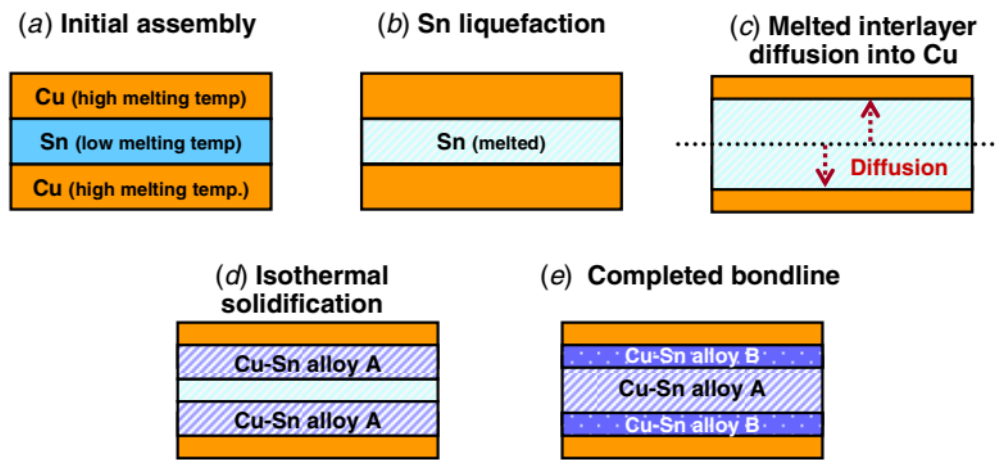 (a) Initial assembly
Cu (high melting temp)
Sn (low melting temp)
Cu (high melting temp.)
(b) Sn liquefaction
Sn (melted)
(c) Melted interlayer
diffusion into Cu
Diffusion
(d) Isothermal
solidification
Cu-Sn alloy A
Cu-Sn alloy A
(e) Completed bondline
Cu-Sn alloy B
Cu-Sn alloy A
Cu-Sn alloy B